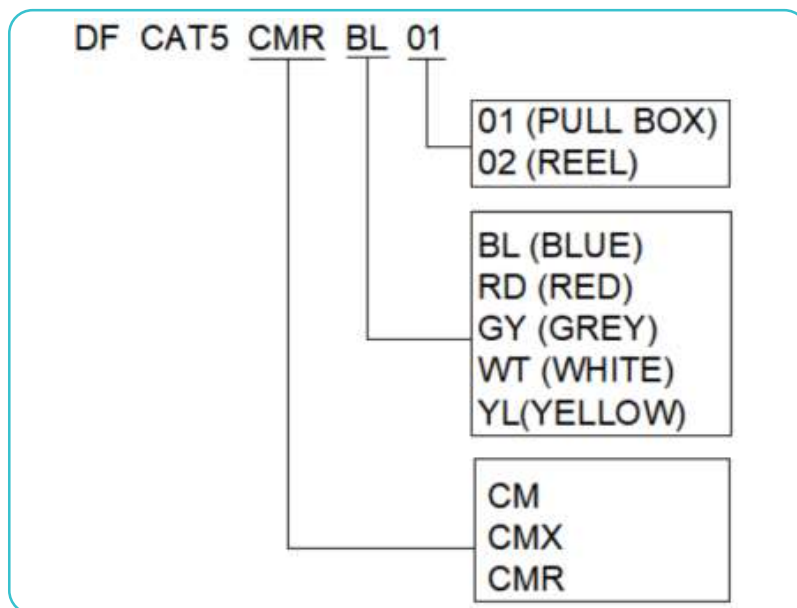 DF CAT5 CMR BL 01
01 (PULL BOX)
02 (REEL)
BL (BLUE)
RD (RED)
GY (GREY)
WT (WHITE)
YL(YELLOW)
CM
CMX
CMR